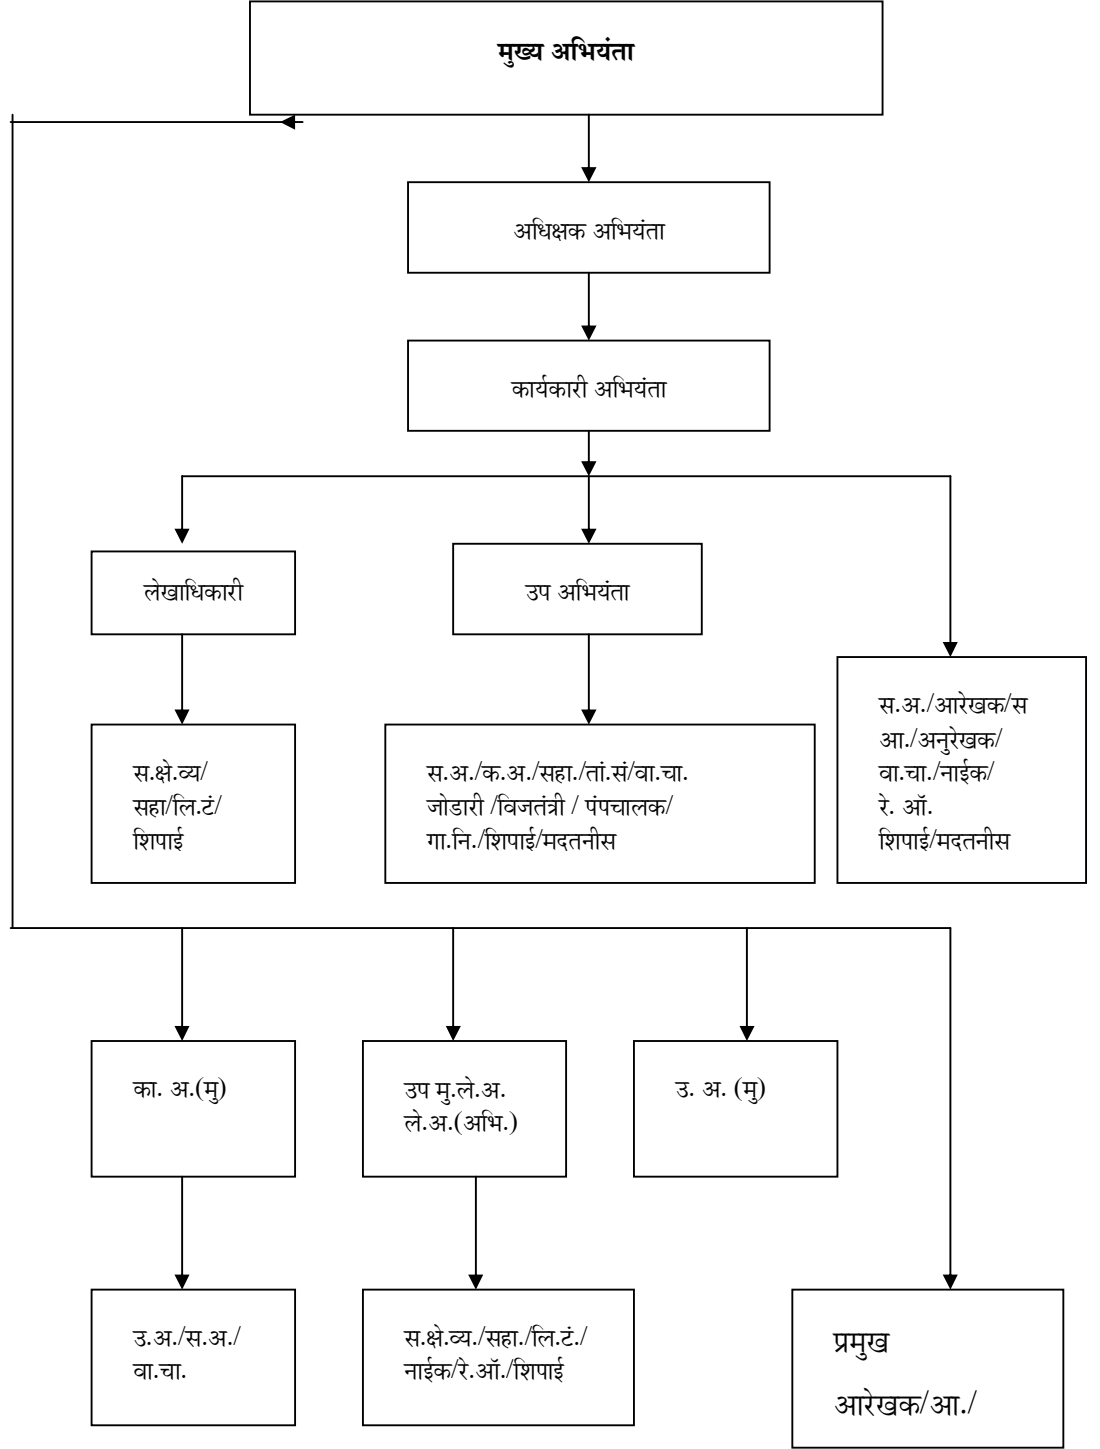 मुख्य अभियंता
अधिक्षक अभियंता
कार्यकारी अभियंता
लेखाधिकारी
उप अभियंता
स.क्षे.व्य/
सहा/लि.टं/
शिपाई
स.अ./क.अ./सहा./तां.सं/वा.चा.
जोडारी /विजतंत्री / पंपचालक/
गा.नि./शिपाई/मदतनीस
स.अ./आरेखक/स
आ./अनुरेखक/
वा.चा./नाईक/
रे. ऑ.
शिपाई/मदतनीस
का. अ.(मु)
उप मु.ले.अ.
ले.अ.(अभि.)
उ. अ. (मु)
उ.अ./स.अ./
वा.चा.
स.क्षे.व्य./सहा./लि.टं./
नाईक/रे.ऑ./शिपाई
प्रमुख
आरेखक/आ./